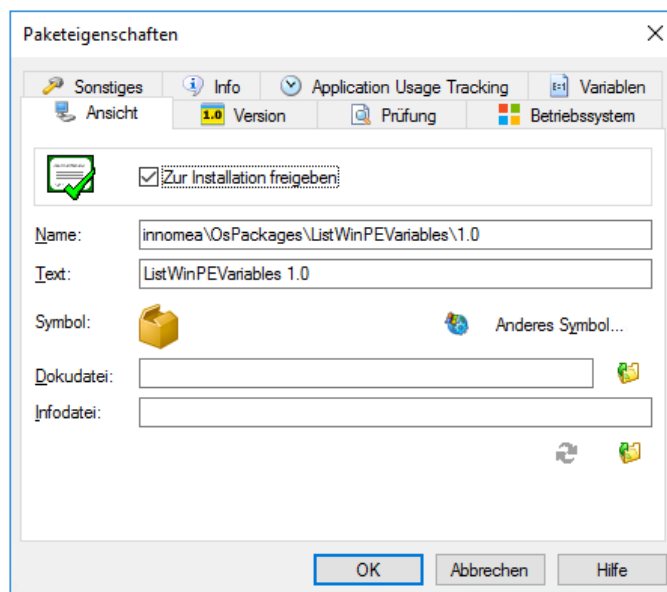 Paketeigenschaften
Sonstiges Info Application Usage Tracking Variablen
Ansicht 1.0 Version Prüfung Betriebssystem
Zur Installation freigeben
Name: innomea\OsPackages\ListWinPEVariables\1.0
Text: ListWinPEVariables 1.0
Symbol: Anderes Symbol...
Dokudatei:
Infodatei:
OK Abbrechen Hilfe